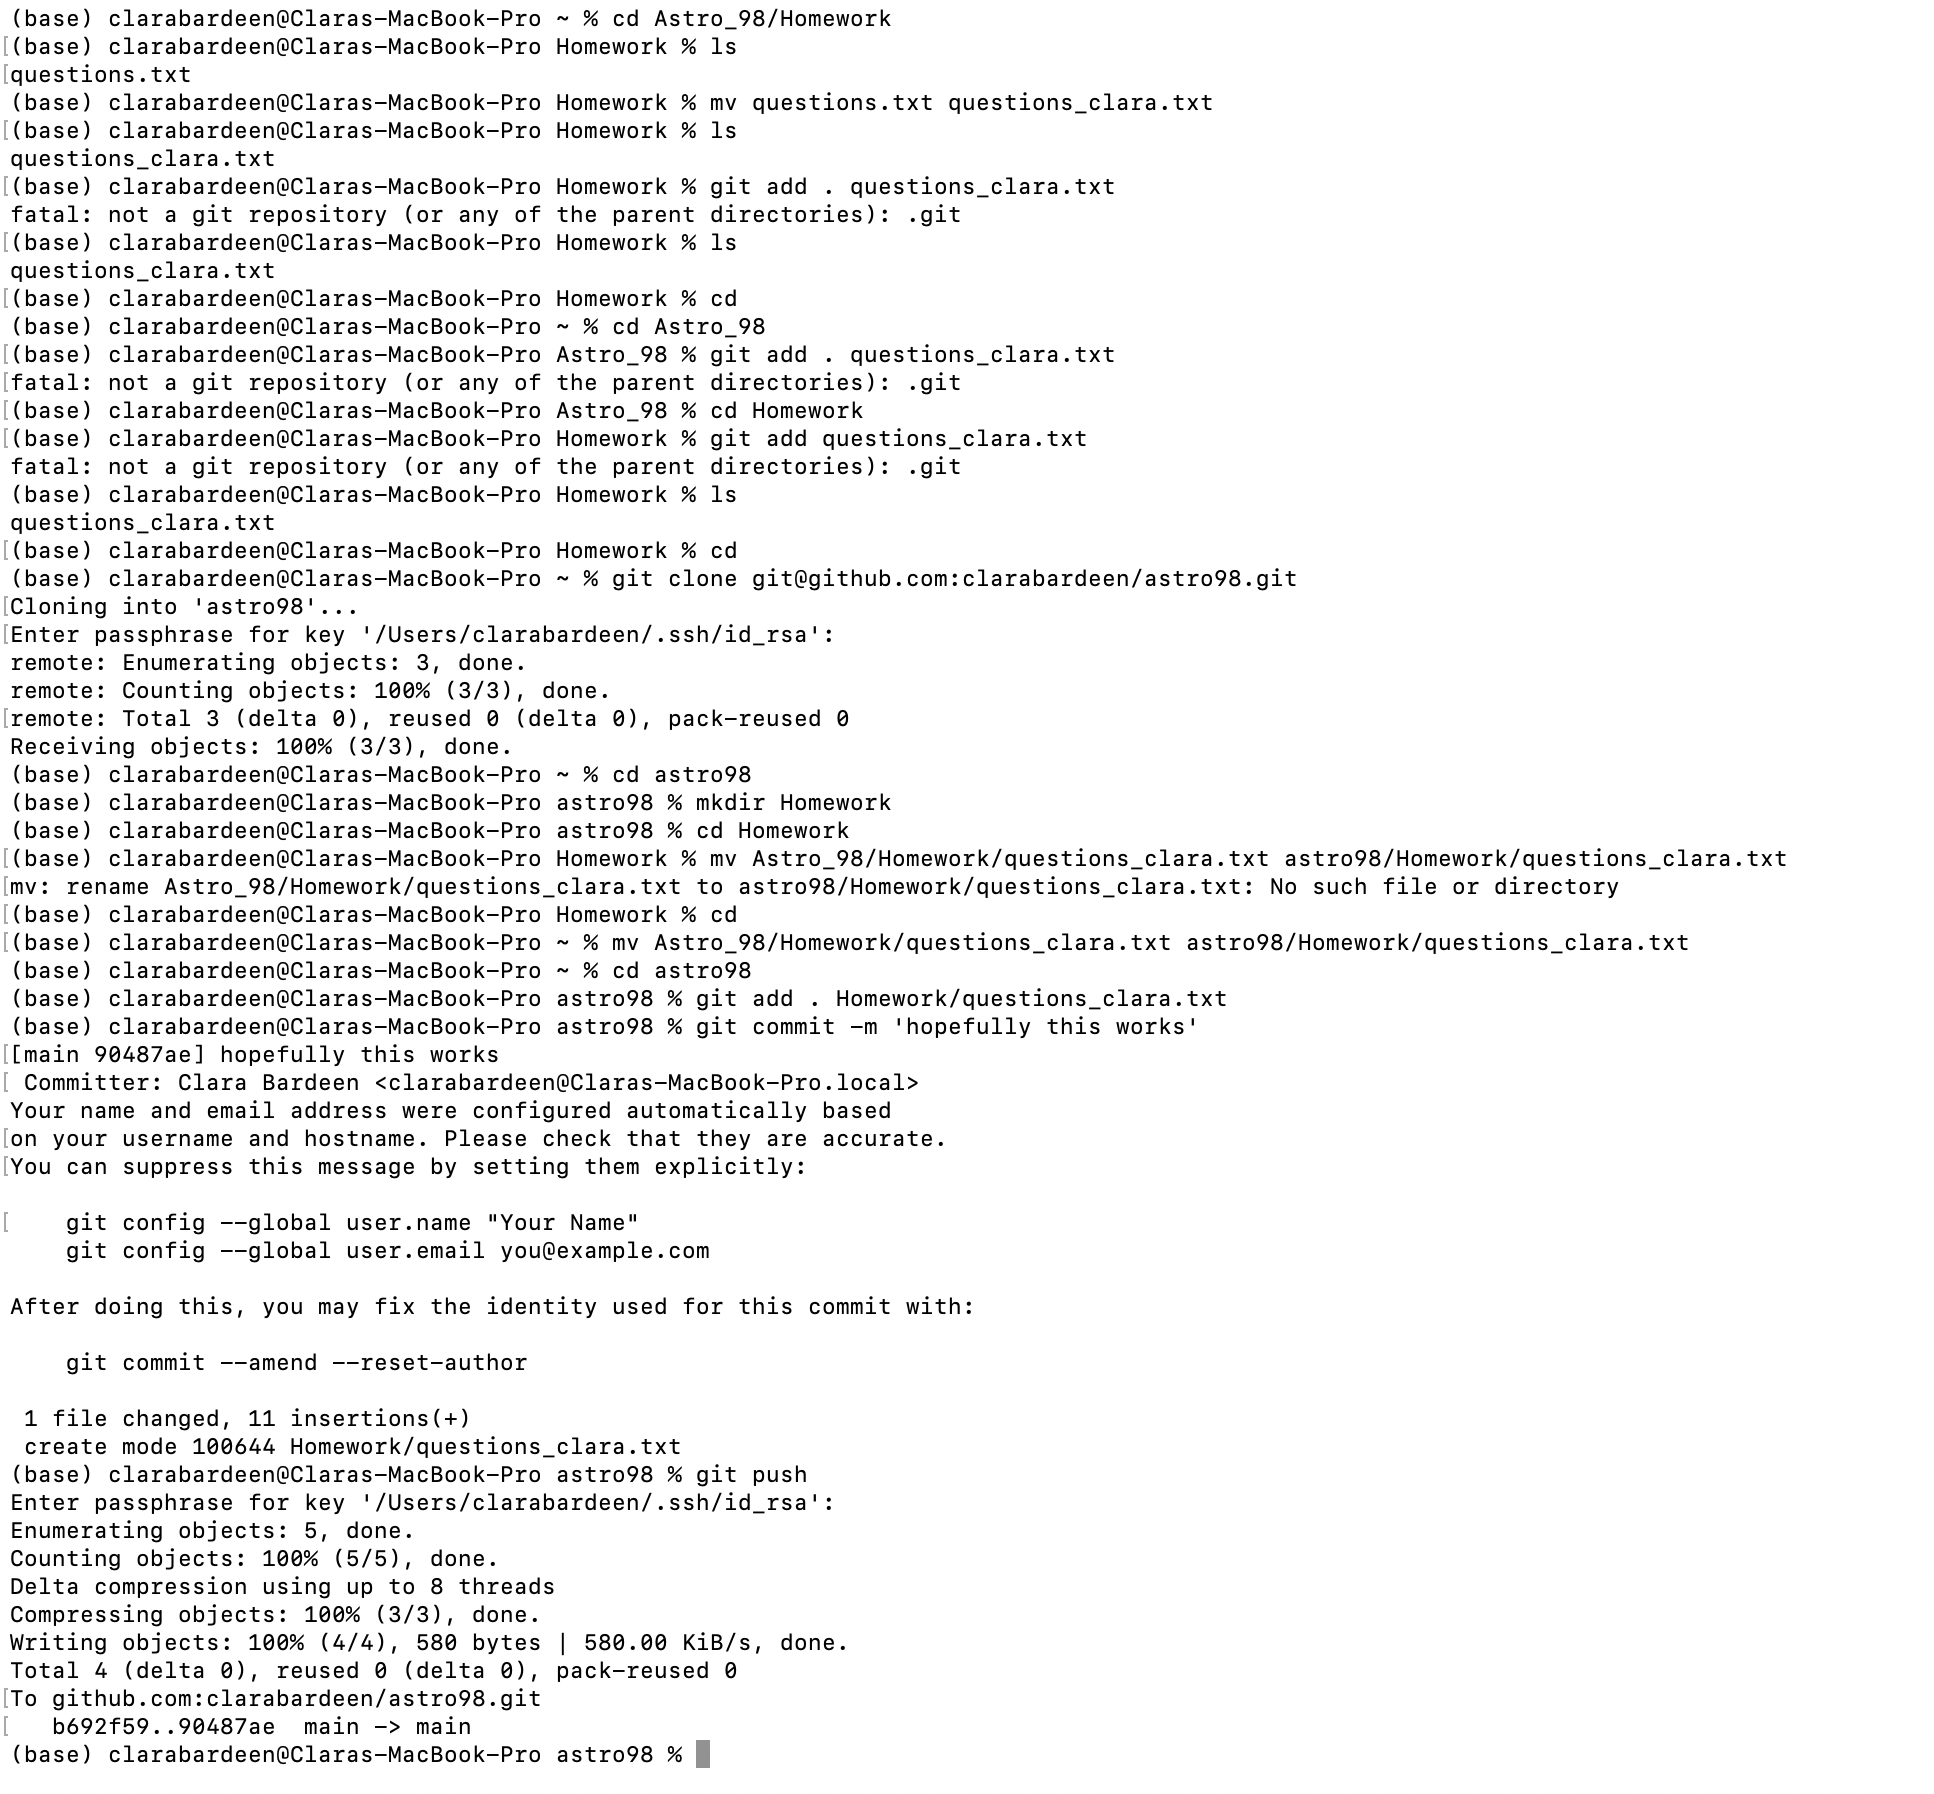 (base) clarabardeen@Claras-MacBook-Pro ~ % cd Astro_98/Homework
[(base) clarabardeen@Claras-MacBook-Pro Homework % ls
[questions.txt
(base) clarabardeen@Claras-MacBook-Pro Homework % mv questions.txt questions_clara.txt
[(base) clarabardeen@Claras-MacBook-Pro Homework % ls
questions_clara.txt
[(base) clarabardeen@Claras-MacBook-Pro Homework % git add . questions_clara.txt
fatal: not a git repository (or any of the parent directories): .git
[(base) clarabardeen@Claras-MacBook-Pro Homework % ls
questions_clara.txt
[(base) clarabardeen@Claras-MacBook-Pro Homework % cd
(base) clarabardeen@Claras-MacBook-Pro ~ % cd Astro_98
[(base) clarabardeen@Claras-MacBook-Pro Astro_98 % git add . questions_clara.txt
[fatal: not a git repository (or any of the parent directories): .git
[(base) clarabardeen@Claras-MacBook-Pro Astro_98 % cd Homework
[(base) clarabardeen@Claras-MacBook-Pro Homework % git add questions_clara.txt
fatal: not a git repository (or any of the parent directories): .git
(base) clarabardeen@Claras-MacBook-Pro Homework % ls
questions_clara.txt
[(base) clarabardeen@Claras-MacBook-Pro Homework % cd
(base) clarabardeen@Claras-MacBook-Pro ~ % git clone git@github.com:clarabardeen/astro98.git
[Cloning into 'astro98'...
[Enter passphrase for key '/Users/clarabardeen/.ssh/id_rsa':
remote: Enumerating objects: 3, done.
remote: Counting objects: 100% (3/3), done.
[remote: Total 3 (delta 0), reused 0 (delta 0), pack-reused 0
Receiving objects: 100% (3/3), done.
(base) clarabardeen@Claras-MacBook-Pro ~ % cd astro98
(base) clarabardeen@Claras-MacBook-Pro astro98 % mkdir Homework
(base) clarabardeen@Claras-MacBook-Pro astro98 % cd Homework
[(base) clarabardeen@Claras-MacBook-Pro Homework % mv Astro_98/Homework/questions_clara.txt astro98/Homework/questions_clara.txt
[mv: rename Astro_98/Homework/questions_clara.txt to astro98/Homework/questions_clara.txt: No such file or directory
[(base) clarabardeen@Claras-MacBook-Pro Homework % cd
[(base) clarabardeen@Claras-MacBook-Pro ~ % mv Astro_98/Homework/questions_clara.txt astro98/Homework/questions_clara.txt
(base) clarabardeen@Claras-MacBook-Pro ~ % cd astro98
(base) clarabardeen@Claras-MacBook-Pro astro98 % git add . Homework/questions_clara.txt
(base) clarabardeen@Claras-MacBook-Pro astro98 % git commit -m 'hopefully this works'
[[main 90487ae] hopefully this works
[ Committer: Clara Bardeen <clarabardeen@Claras-MacBook-Pro.local>
Your name and email address were configured automatically based
[on your username and hostname. Please check that they are accurate.
[You can suppress this message by setting them explicitly:
[    git config --global user.name "Your Name"
    git config --global user.email you@example.com
After doing this, you may fix the identity used for this commit with:
    git commit --amend --reset-author
 1 file changed, 11 insertions(+)
 create mode 100644 Homework/questions_clara.txt
(base) clarabardeen@Claras-MacBook-Pro astro98 % git push
Enter passphrase for key '/Users/clarabardeen/.ssh/id_rsa':
Enumerating objects: 5, done.
Counting objects: 100% (5/5), done.
Delta compression using up to 8 threads
Compressing objects: 100% (3/3), done.
Writing objects: 100% (4/4), 580 bytes | 580.00 KiB/s, done.
Total 4 (delta 0), reused 0 (delta 0), pack-reused 0
[To github.com:clarabardeen/astro98.git
[   b692f59..90487ae  main -> main
(base) clarabardeen@Claras-MacBook-Pro astro98 %